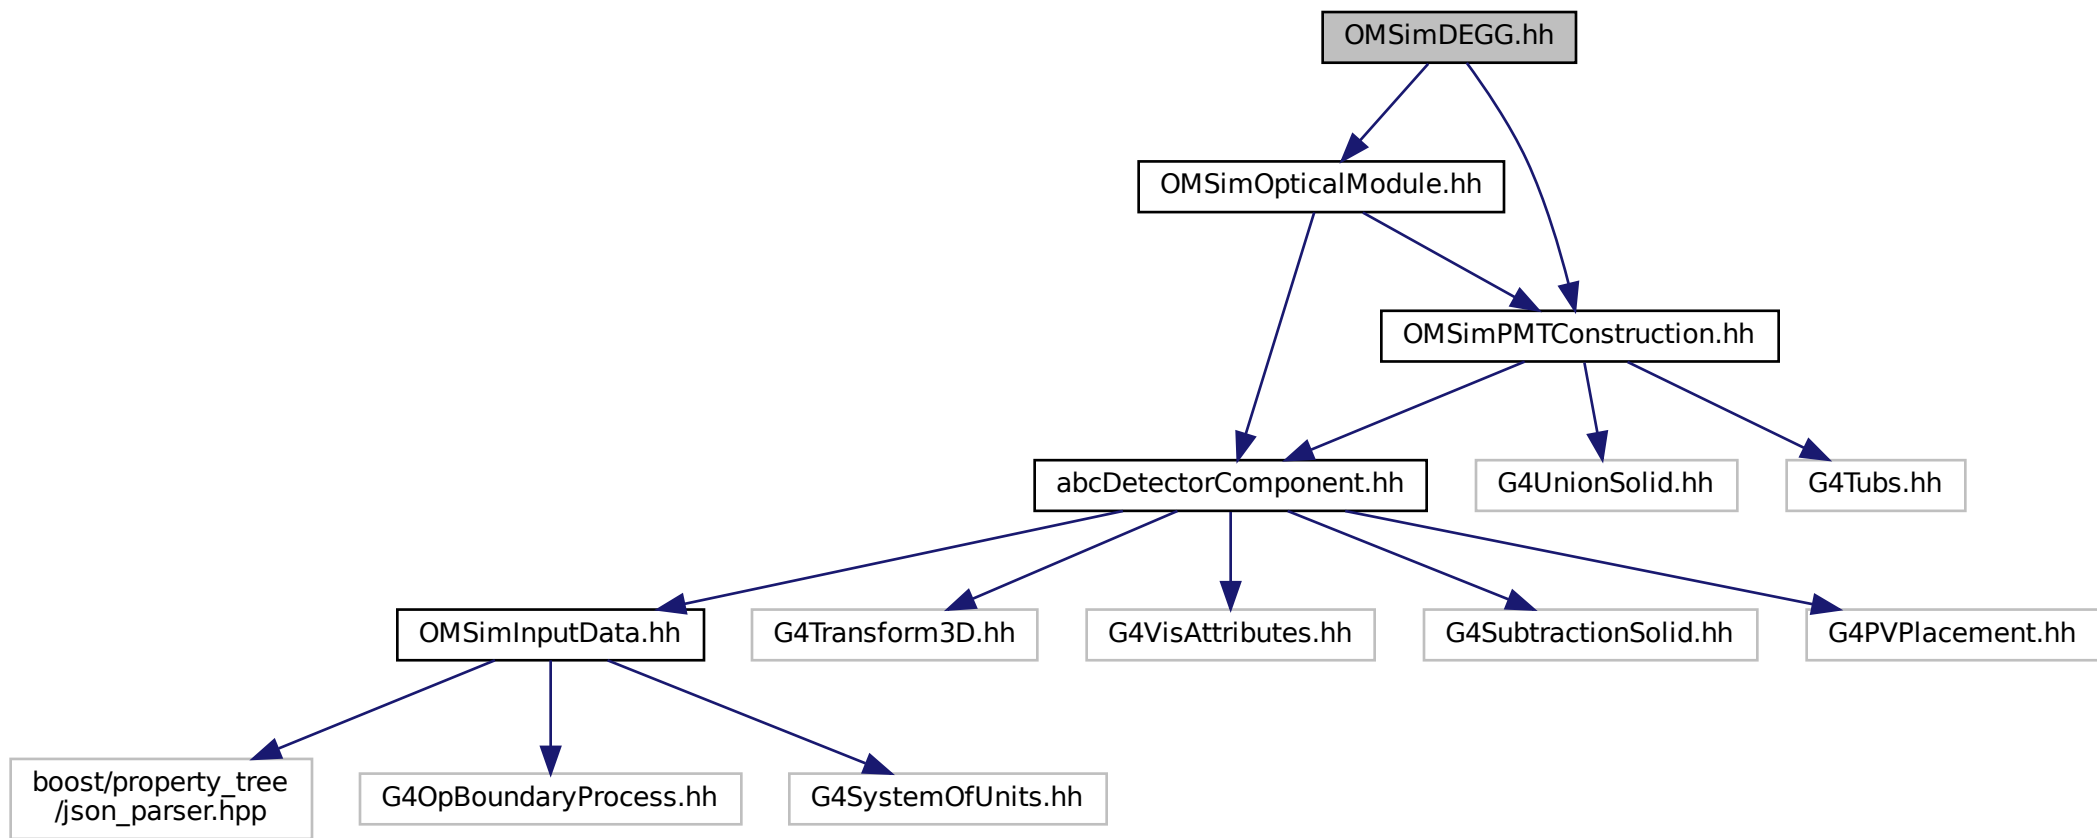 OMSimDEGG.hh
OMSimOpticalModule.hh
OMSimPMTConstruction.hh
abcDetectorComponent.hh
G4UnionSolid.hh
G4Tubs.hh
OMSimInputData.hh
G4Transform3D.hh
G4VisAttributes.hh
G4SubtractionSolid.hh
G4PVPlacement.hh
boost/property_tree
/json_parser.hpp
G4OpBoundaryProcess.hh
G4SystemOfUnits.hh